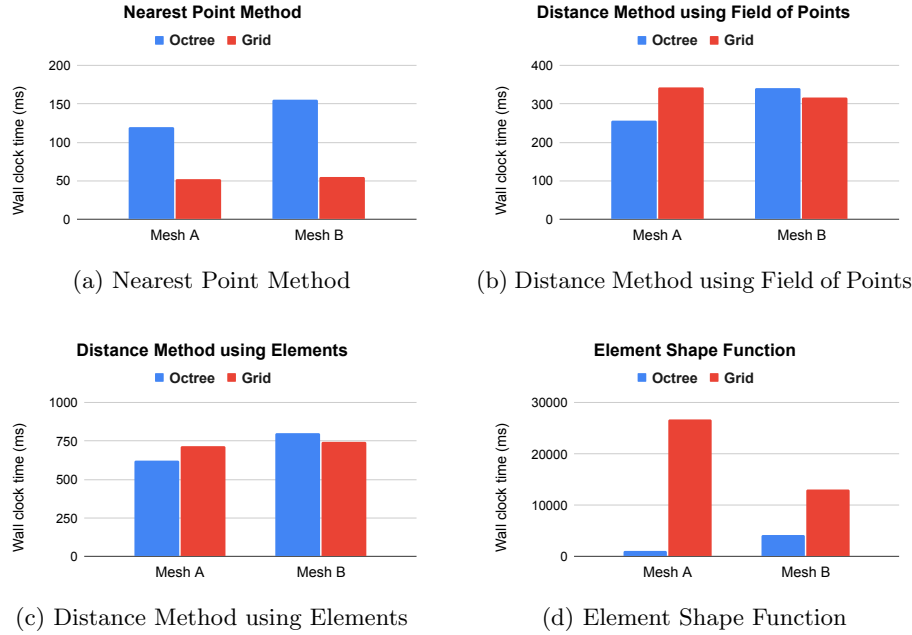 Nearest Point Method
Octree Grid
Wall clock time (ms)
200
150
100
50
0
Mesh A Mesh B
(a) Nearest Point Method
Distance Method using Field of Points
Octree Grid
Wall clock time (ms)
400
300
200
100
0
Mesh A Mesh B
(b) Distance Method using Field of Points
Distance Method using Elements
Octree Grid
Wall clock time (ms)
1000
750
500
250
0
Mesh A Mesh B
(c) Distance Method using Elements
Element Shape Function
Octree Grid
Wall clock time (ms)
30000
20000
10000
0
Mesh A Mesh B
(d) Element Shape Function